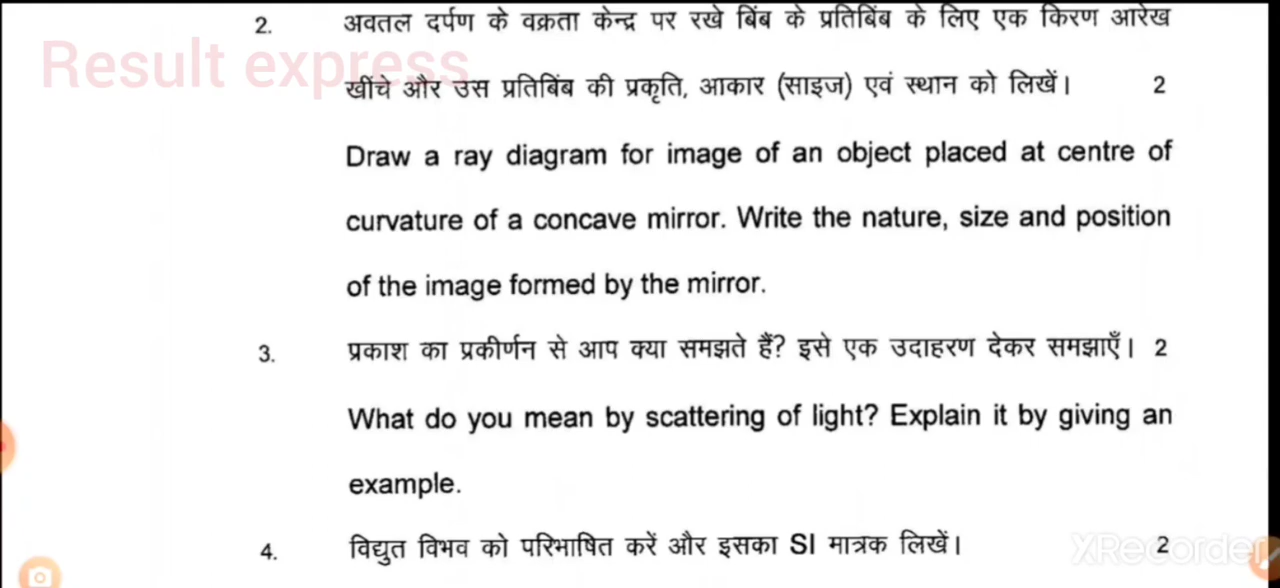 2. अवतल दर्पण के वक्रता केन्द्र पर रखे बिंब के प्रतिबिंब के लिए एक किरण आरेख
Result express
खींचे और उस प्रतिबिंब की प्रकृति, आकार (साइज) एवं स्थान को लिखें। 2
Draw a ray diagram for image of an object placed at centre of
curvature of a concave mirror. Write the nature, size and position
of the image formed by the mirror.
3. प्रकाश का प्रकीर्णन से आप क्या समझते हैं? इसे एक उदाहरण देकर समझाएँ। 2
What do you mean by scattering of light? Explain it by giving an
example.
4. विद्युत विभव को परिभाषित करें और इसका SI मात्रक लिखें। 2
XRecorder